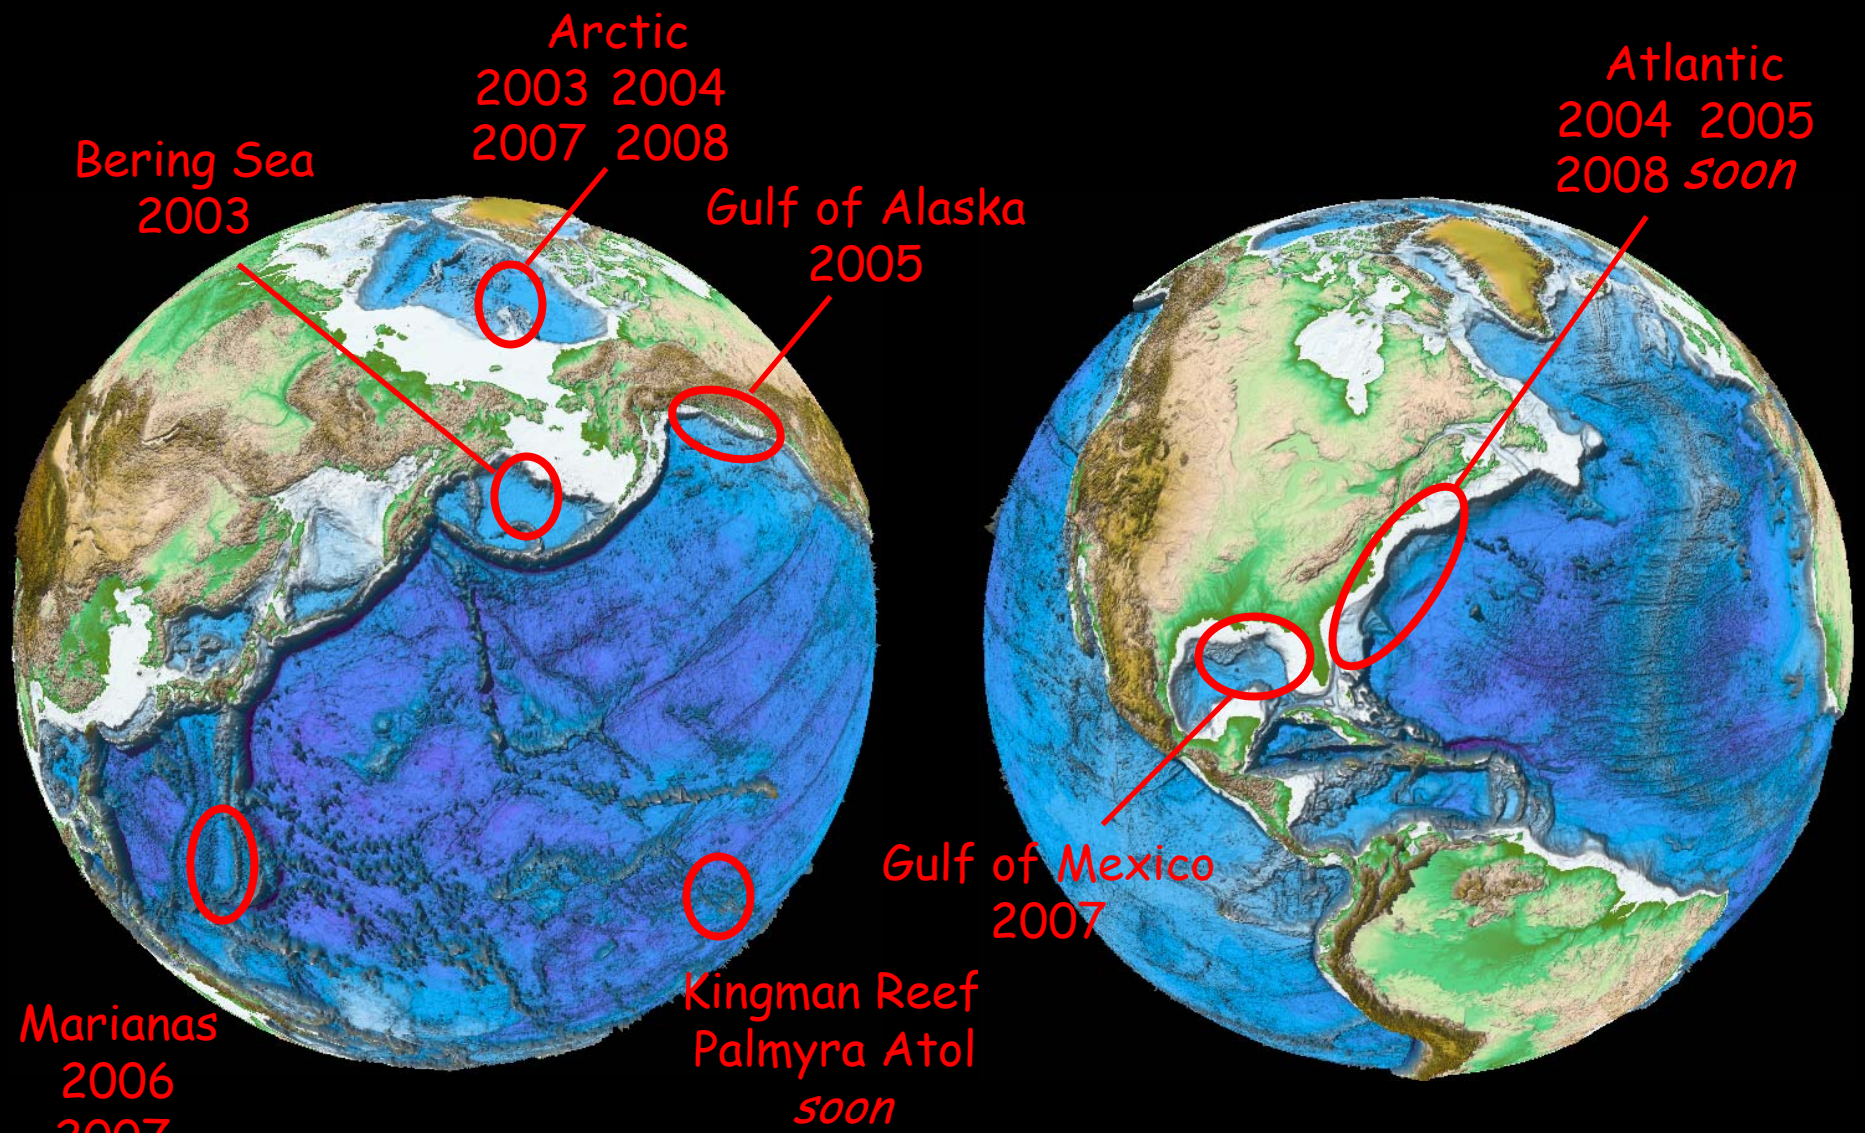 Arctic
2003 2004
2007 2008
Bering Sea
2003
Gulf of Alaska
2005
Atlantic
2004 2005
2008 soon
Gulf of Mexico
2007
Kingman Reef
Palmyra Atol
soon
Marianas
2006
2007